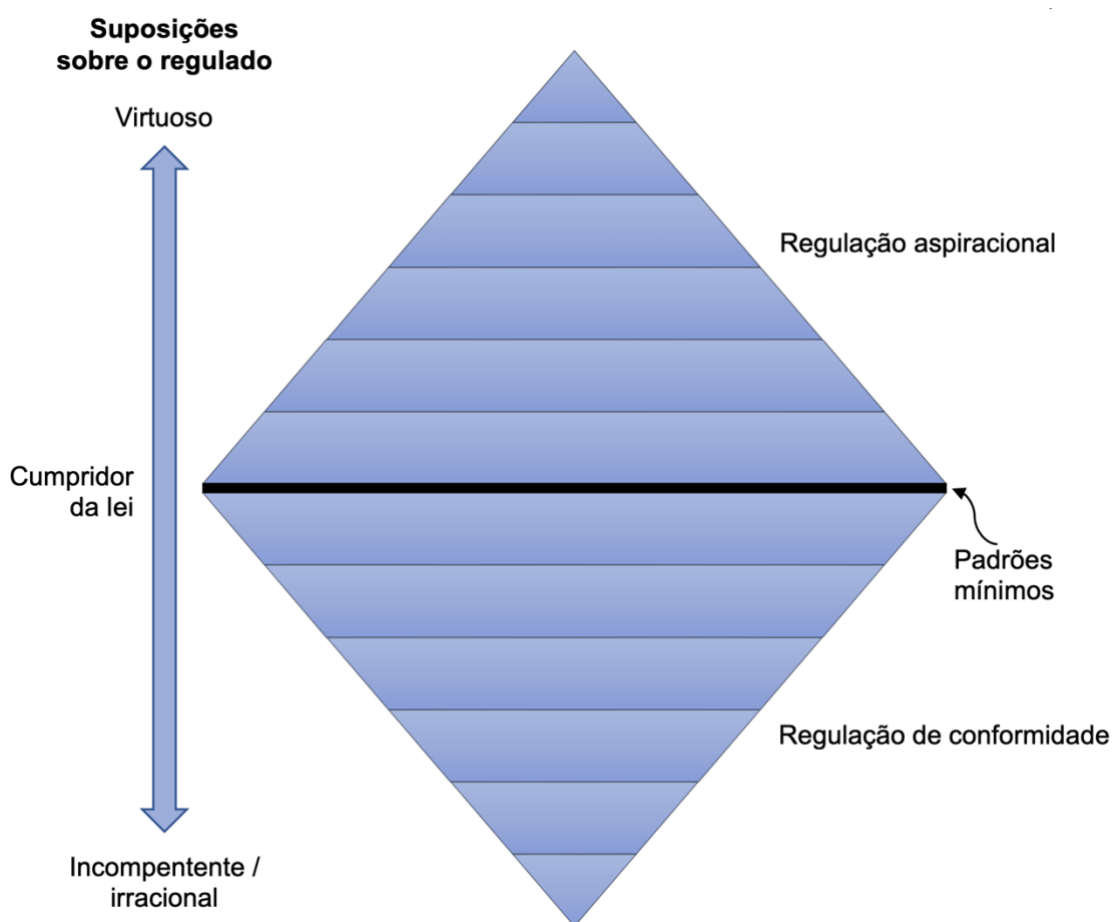 Suposições
sobre o regulado
Virtuoso
Regulação aspiracional
Cumpridor
da lei
Padrões
mínimos
Regulação de conformidade
Incompentente /
irracional